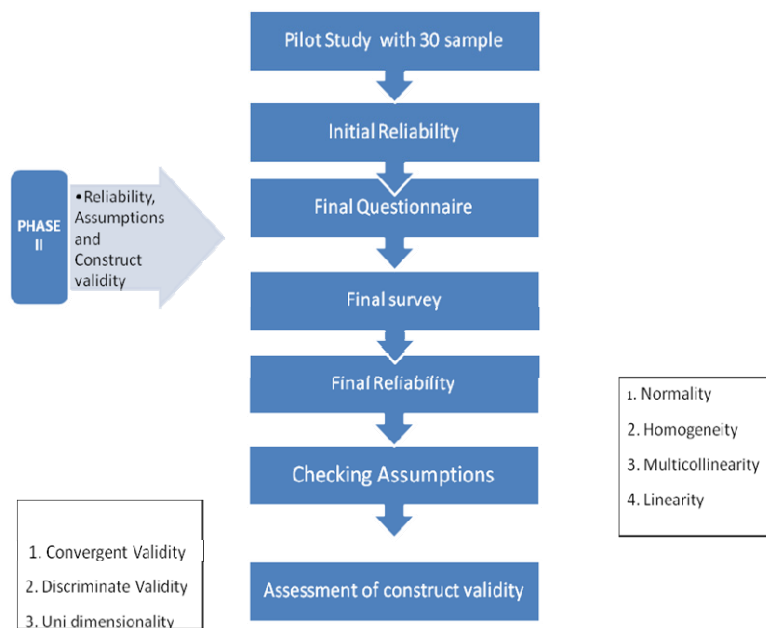 Pilot Study with 30 sample
Initial Reliability
PHASE
II
•Reliability,
Assumptions
and
Construct
validity
Final Questionnaire
Final survey
Final Reliability
Checking Assumptions
1. Normality
2. Homogeneity
3. Multicollinearity
4. Linearity
1. Convergent Validity
2. Discriminate Validity
3. Uni dimensionality
Assessment of construct validity